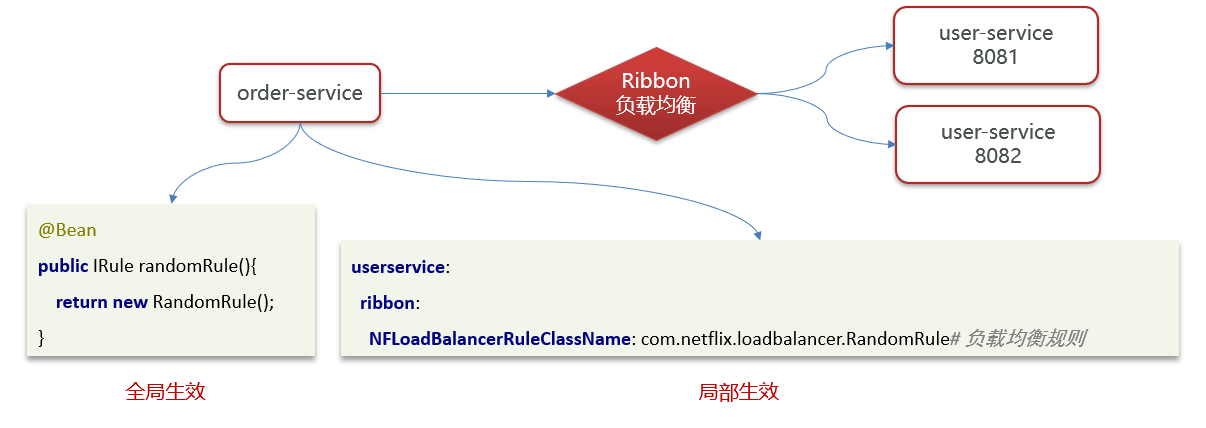 order-service
Ribbon
负载均衡
user-service
8081
user-service
8082
@Bean
public IRule randomRule(){
return new RandomRule();
}
全局生效
userservice:
ribbon:
NFLoadBalancerRuleClassName: com.netflix.loadbalancer.RandomRule# 负载均衡规则
局部生效